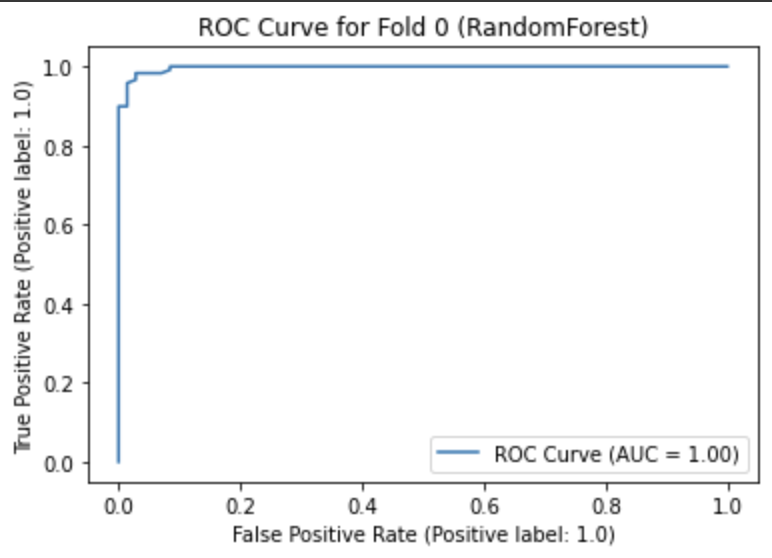 ROC Curve for Fold 0 (RandomForest)
True Positive Rate (Positive label: 1.0)
1.0
0.8
0.6
0.4
0.2
0.0
ROC Curve (AUC = 1.00)
0.0 0.2 0.4 0.6 0.8 1.0
False Positive Rate (Positive label: 1.0)